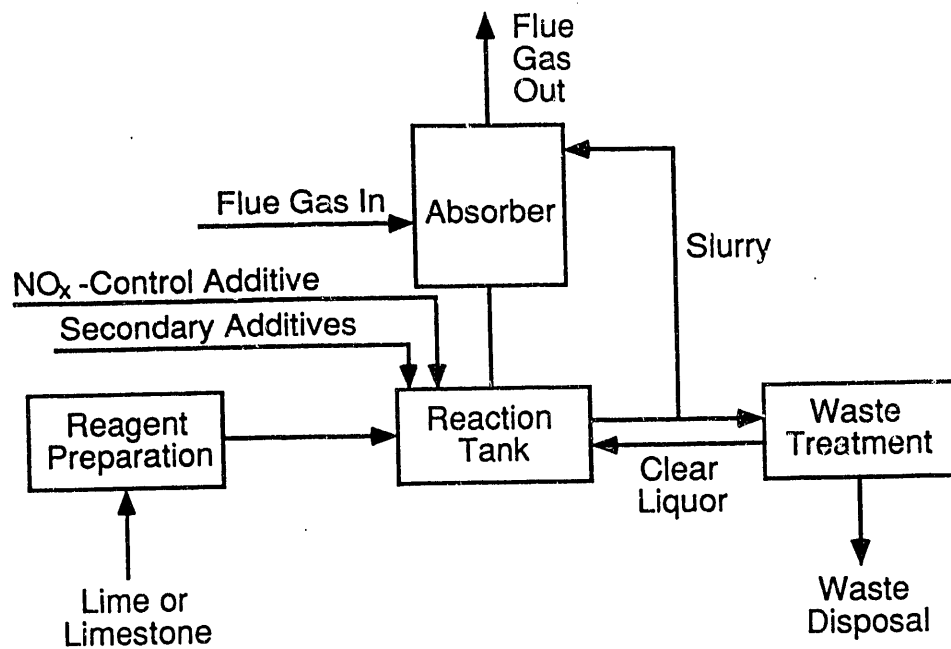 Flue
Gas
Out
Flue Gas In
Absorber
Slurry
NOx -Control Additive
Secondary Additives
Reagent
Preparation
Reaction
Tank
Waste
Treatment
Clear
Liquor
Lime or
Limestone
Waste
Disposal